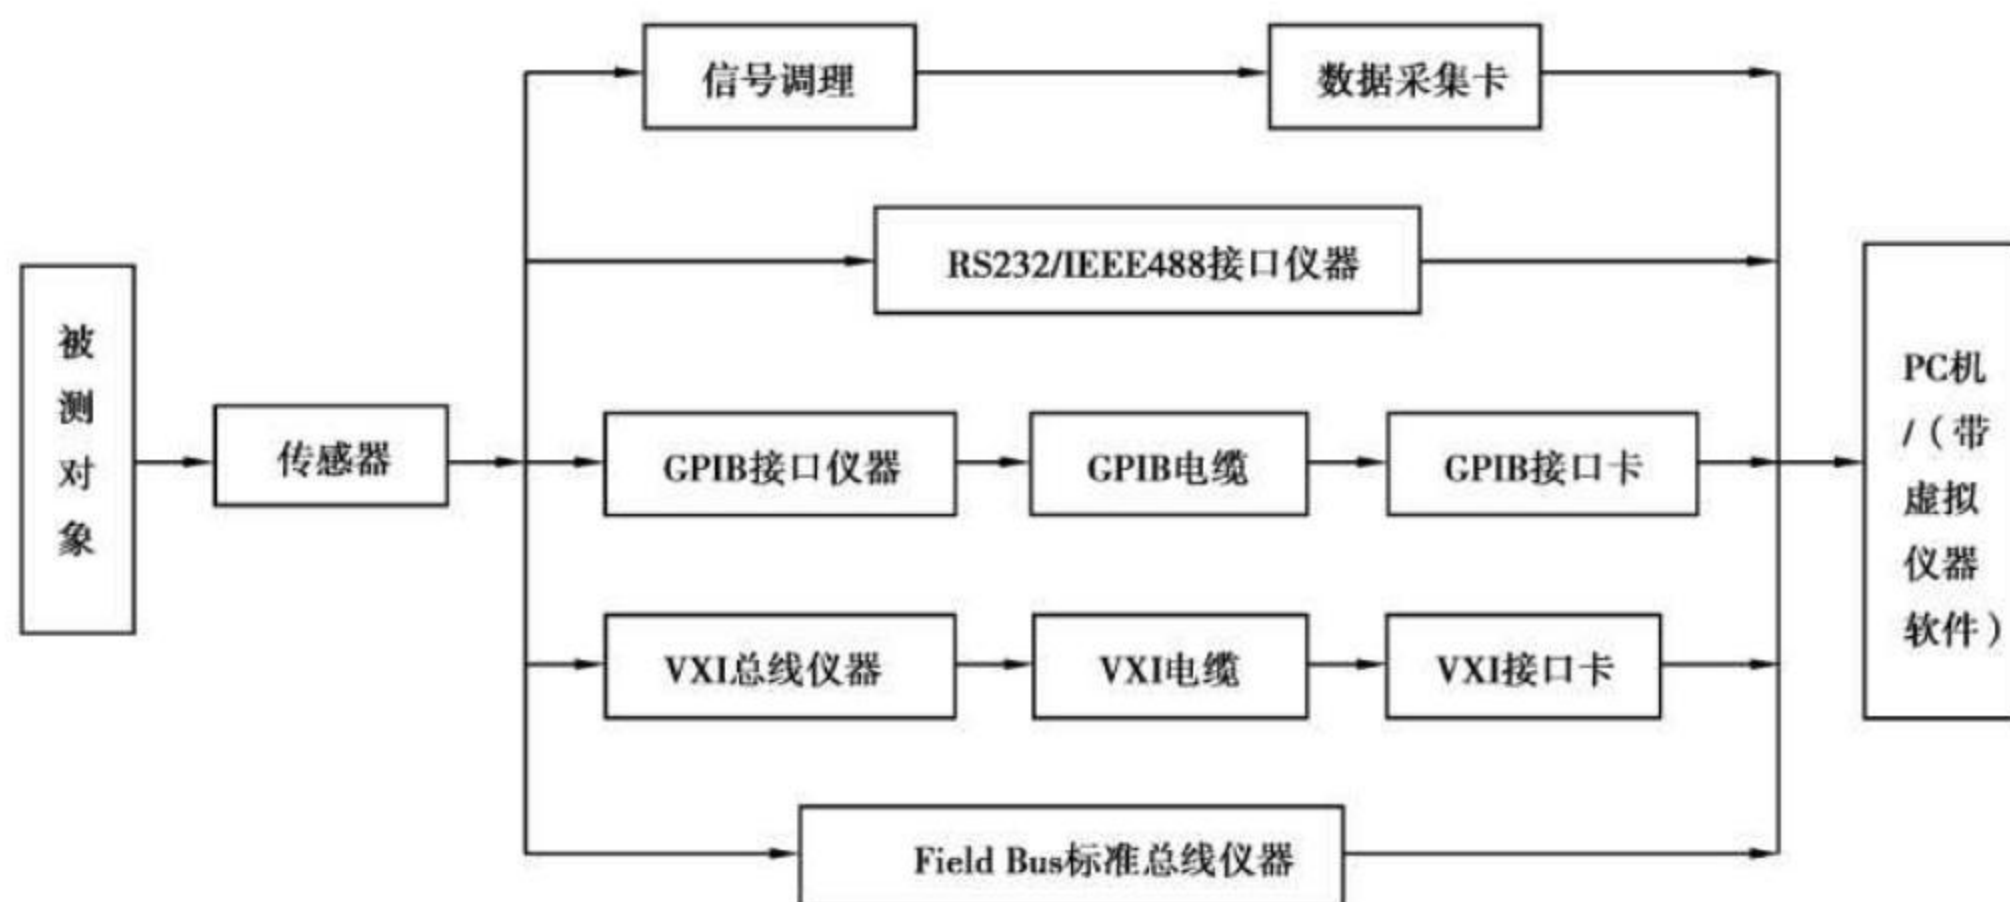 信号调理
数据采集卡
RS232/IEEE488接口仪器
被
测
对
象
传感器
GPIB接口仪器
GPIB电缆
GPIB接口卡
VXI总线仪器
VXI电缆
VXI接口卡
Field Bus标准总线仪器
PC机
/（带
虚拟
仪器
软件）